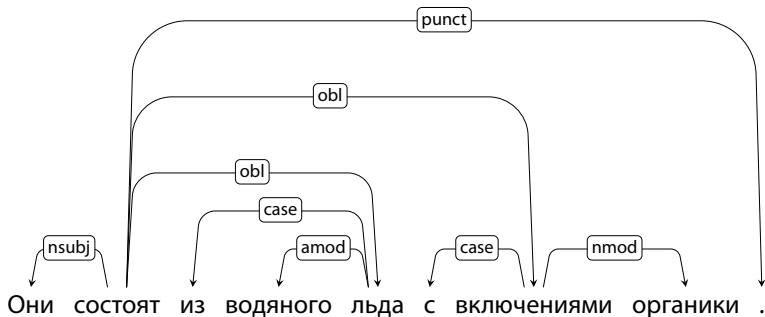 punct
obl
obl
case
nsubj amod case nmod
Они состоят из водяного льда с включениями органики .